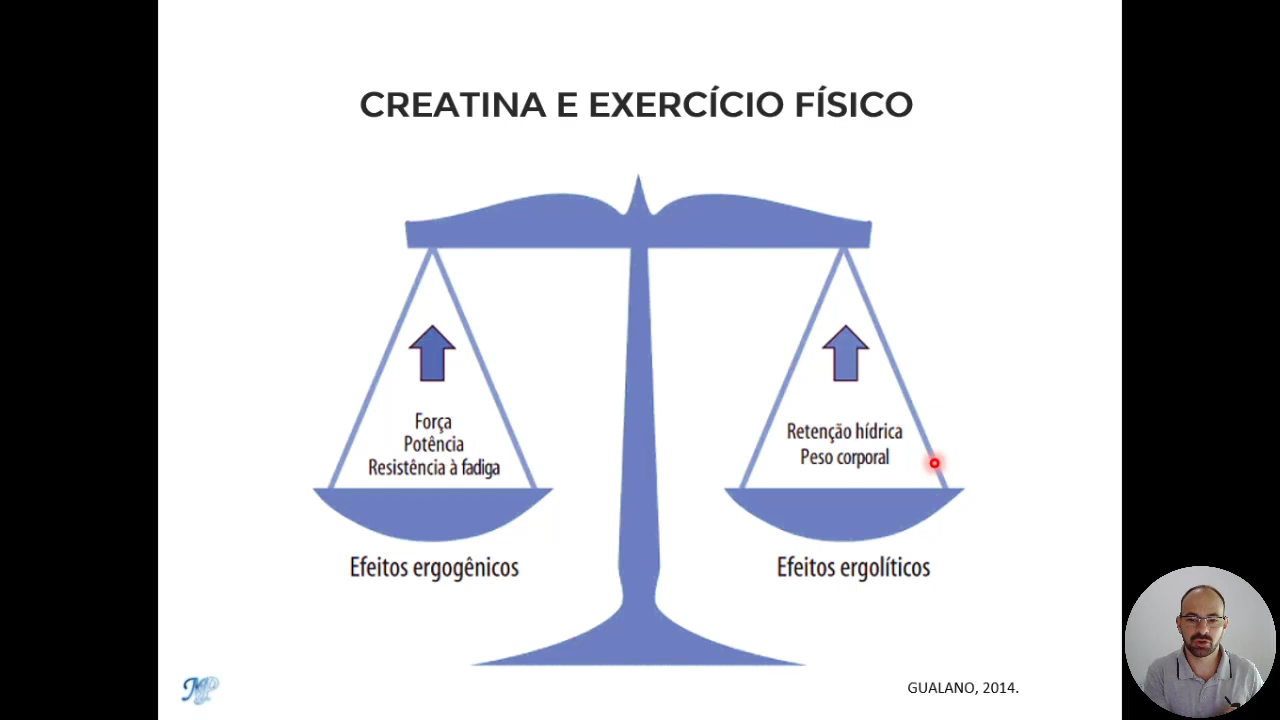 CREATINA E EXERCÍCIO FÍSICO
Força
Potência
Resistência à fadiga
Retenção hídrica
Peso corporal
Efeitos ergogênicos
Efeitos ergolíticos
GUALANO, 2014.